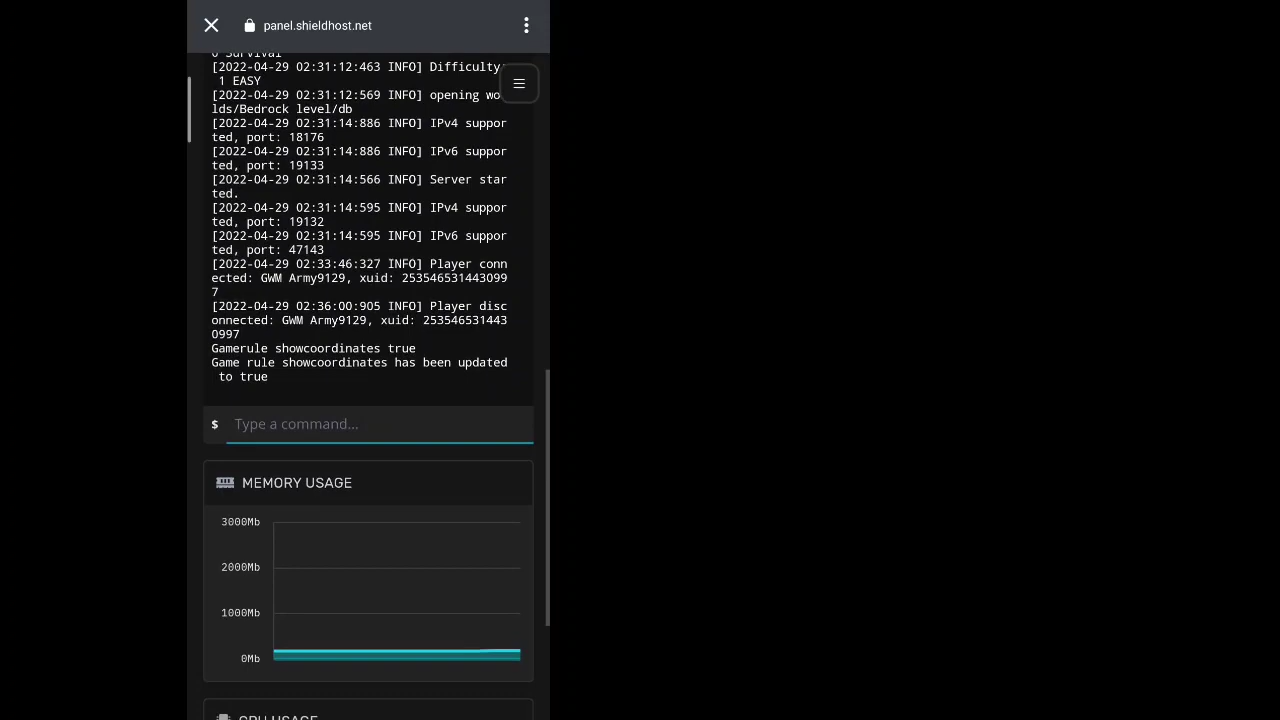 panel.shieldhost.net
0 Survival
[2022-04-29 02:31:12:463 INFO] Difficulty:
1 EASY
[2022-04-29 02:31:12:569 INFO] opening wo
lds/Bedrock level/db
[2022-04-29 02:31:14:886 INFO] IPv4 suppor
ted, port: 18176
[2022-04-29 02:31:14:886 INFO] IPv6 suppor
ted, port: 19133
[2022-04-29 02:31:14:566 INFO] Server star
ted.
[2022-04-29 02:31:14:595 INFO] IPv4 suppor
ted, port: 19132
[2022-04-29 02:31:14:595 INFO] IPv6 suppor
ted, port: 47143
[2022-04-29 02:33:46:327 INFO] Player conn
ected: GWM Army9129, xuid: 253546531443099
7
[2022-04-29 02:36:00:905 INFO] Player disc
onnected: GWM Army9129, xuid: 253546531443
0997
Gamerule showcoordinates true
Game rule showcoordinates has been updated
to true
$ Type a command...
MEMORY USAGE
3000Mb
2000Mb
1000Mb
0Mb
CPU USAGE